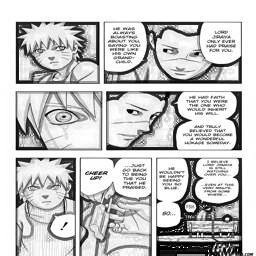 HE WAS
ALWAYS
BOASTING
ABOUT YOU,
SAYING YOU
WERE LIKE
HIS OWN
GRAND-
CHILD.
LORD
JIRAIYA
ONLY EVER
HAD
PRAISE
FOR YOU.
HE HAD FAITH
THAT YOU WERE
THE ONE WHO
WOULD INHERIT
HIS WILL,
AND TRULY
BELIEVED THAT
YOU WOULD
BECOME A
WONDERFUL
HOKAGE SOMEDAY.
!
CHEER
UP!
...JUST GO
BACK TO
BEING THE
YOU THAT
HE PRAISED.
HE
WOULDN'T
BE HAPPY
SEEING YOU
SO
SO...
I BELIEVE
LORD
JIRAIYA IS
STILL
WATCHING
OVER YOU...
EVEN AT THIS
VERY MINUTE,
FROM SOME-
WHERE.